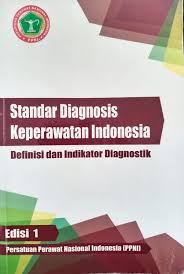 Standar Diagnosis
Keperawatan Indonesia
Definisi dan Indikator Diagnostik
Edisi 1
Persatuan Perawat Nasional Indonesia (PPNI)